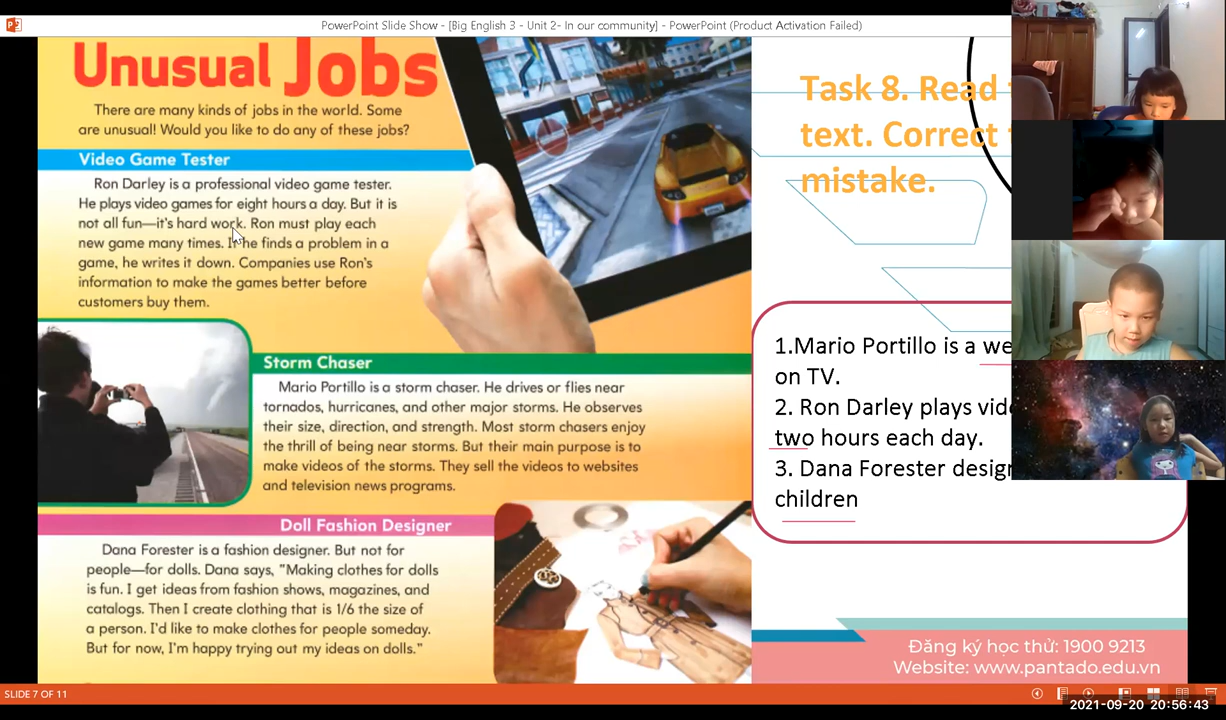 PowerPoint Slide Show - [Big English 3 - Unit 2- In our community] - PowerPoint (Product Activation Failed)
Unusual Jobs
There are many kinds of jobs in the world. Some
are unusual! Would you like to do any of these jobs?
Video Game Tester
Ron Darley is a professional video game tester.
He plays video games for eight hours a day. But it is
not all fun—it's hard work. Ron must play each
new game many times. If he finds a problem in a
game, he writes it down. Companies use Ron's
information to make the games better before
customers buy them.
Storm Chaser
Mario Portillo is a storm chaser. He drives or flies near
tornados, hurricanes, and other major storms. He observes
their size, direction, and strength. Most storm chasers enjoy
the thrill of being near storms. But their main purpose is to
make videos of the storms. They sell the videos to websites
and television news programs.
Doll Fashion Designer
Dana Forester is a fashion designer. But not for
people—for dolls. Dana says, "Making clothes for dolls
is fun. I get ideas from fashion shows, magazines, and
catalogs. Then I create clothing that is 1/6 the size of
a person. I'd like to make clothes for people someday.
But for now, I'm happy trying out my ideas on dolls."
Task 8. Read
text. Correct
mistake.
1.Mario Portillo is a we
on TV.
2. Ron Darley plays vide
two hours each day.
3. Dana Forester design
children
Đăng ký học thử: 1900 9213
Website: www.pantado.edu.vn
SLIDE 7 OF 11
2021-09-20 20:56:43